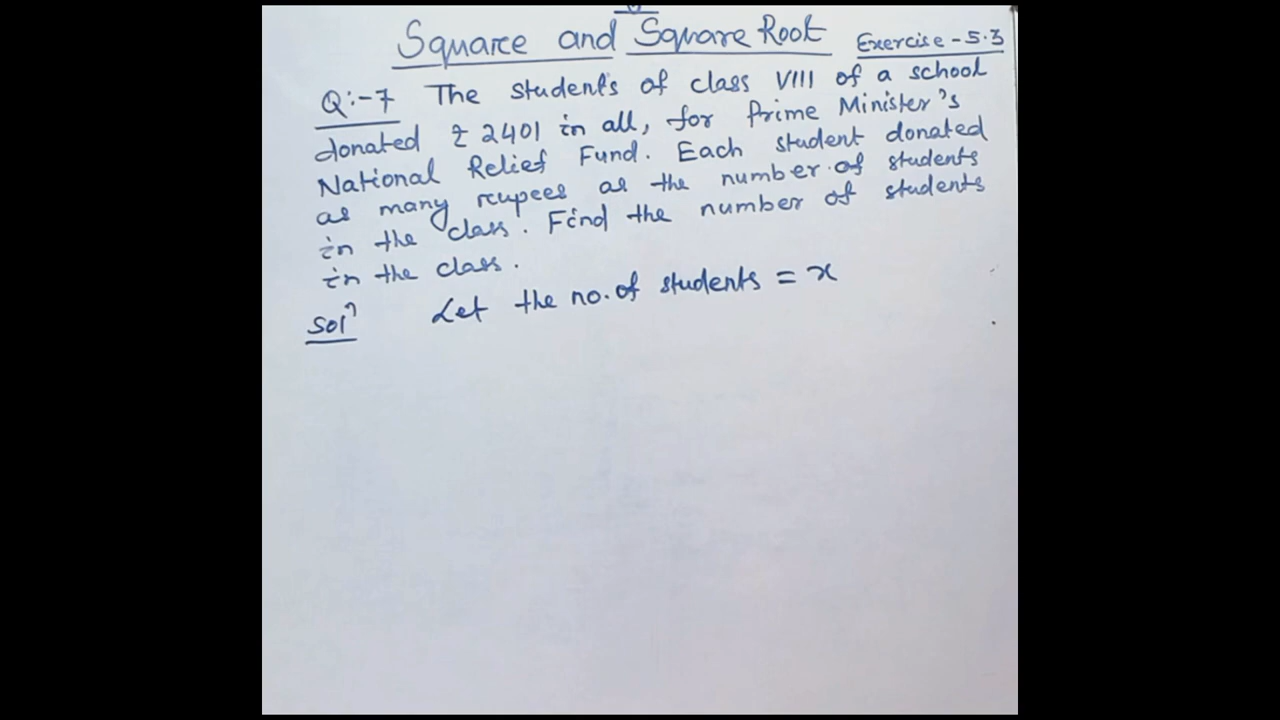 Square and Square Root Exercise - 5.3
Q:-7 The students of class VIII of a school
donated ₹ 2401 in all, for Prime Minister's
National Relief Fund. Each student donated
as many rupees as the number of students
in the class. Find the number of students
in the class.
Solⁿ Let the no. of students = x